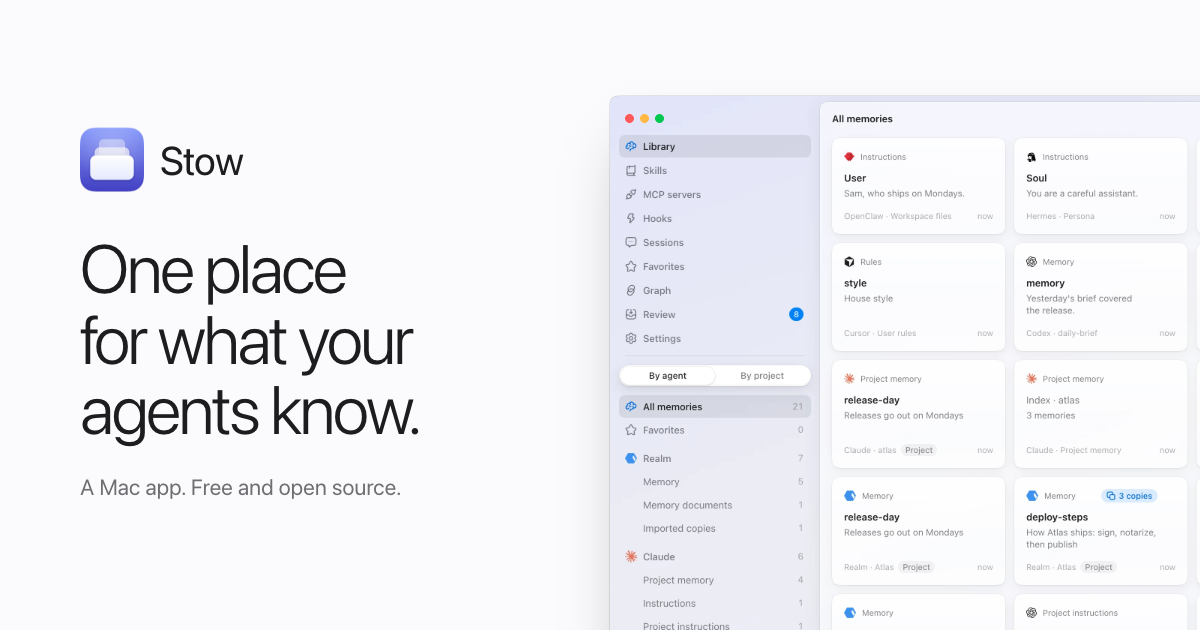 Stow
One place
for what your
agents know.
A Mac app. Free and open source.
Library
Skills
MCP servers
Hooks
Sessions
Favorites
Graph
Review 8
Settings
By agent By project
All memories 21
Favorites 0
Realm 7
Memory 5
Memory documents 1
Imported copies 1
Claude 6
Project memory 4
Instructions 1
Project instructions 1
All memories
Instructions
User
Sam, who ships on Mondays.
OpenClaw · Workspace files now
Instructions
Soul
You are a careful assistant.
Hermes · Persona now
Rules
style
House style
Cursor · User rules now
Memory
memory
Yesterday's brief covered
the release.
Codex · daily-brief now
Project memory
release-day
Releases go out on Mondays
Claude · atlas Project now
Project memory
Index · atlas
3 memories
Claude · Project memory now
Memory
release-day
Releases go out on Mondays
Realm · Atlas Project now
Memory 3 copies
deploy-steps
How Atlas ships: sign, notarize,
then publish
Realm · Atlas Project now
Memory
Project instructions